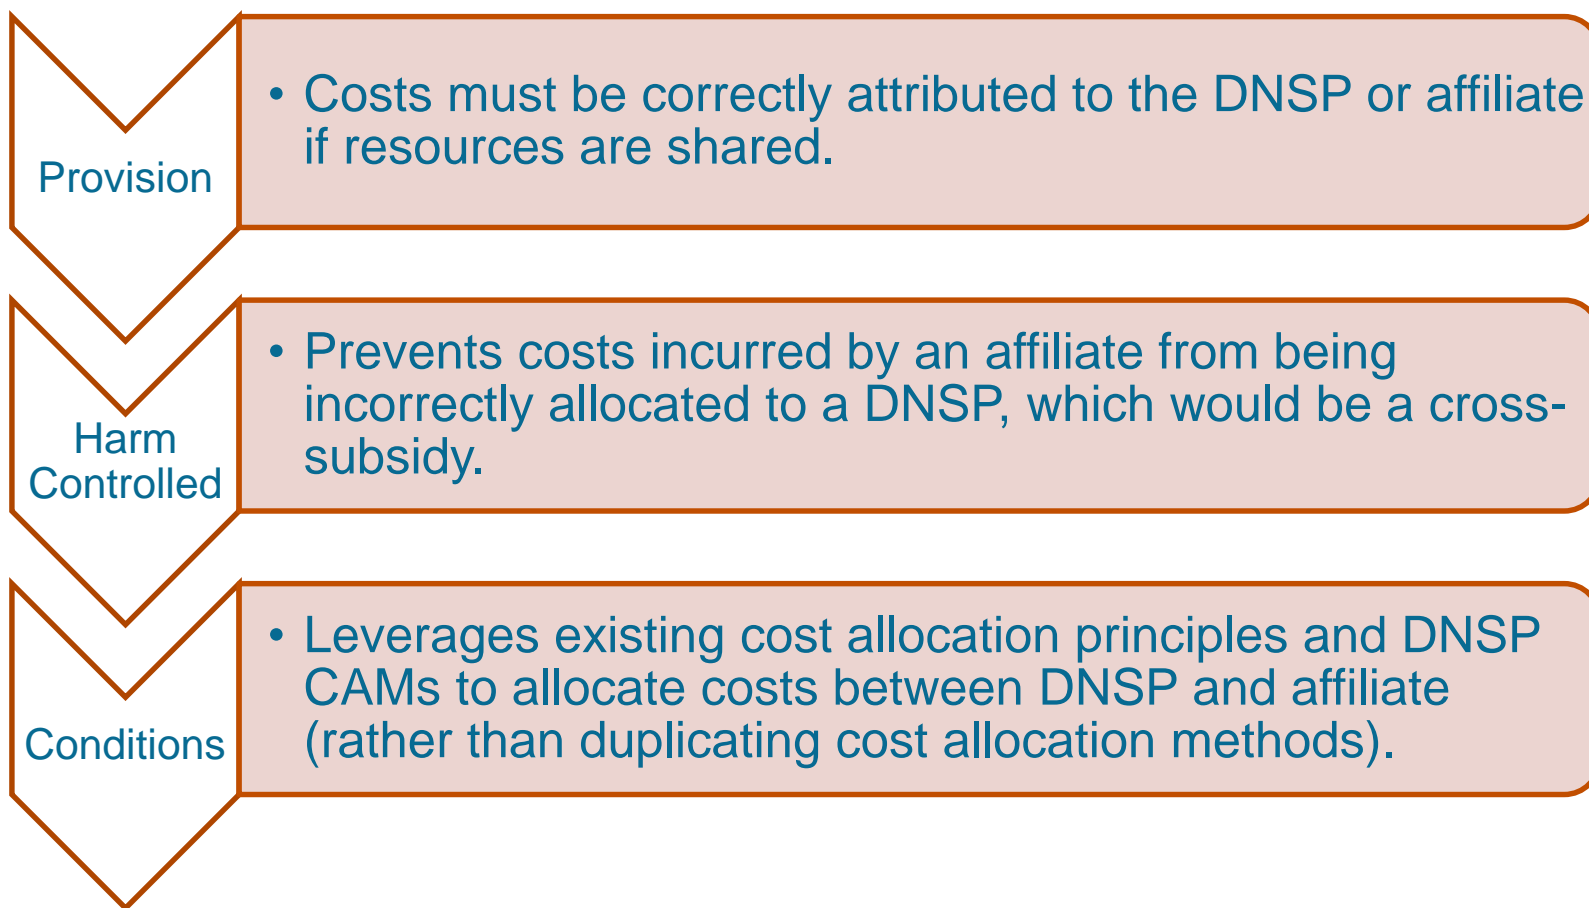 Provision
• Costs must be correctly attributed to the DNSP or affiliate
if resources are shared.
Harm
Controlled
• Prevents costs incurred by an affiliate from being
incorrectly allocated to a DNSP, which would be a cross-
subsidy.
Conditions
• Leverages existing cost allocation principles and DNSP
CAMs to allocate costs between DNSP and affiliate
(rather than duplicating cost allocation methods).